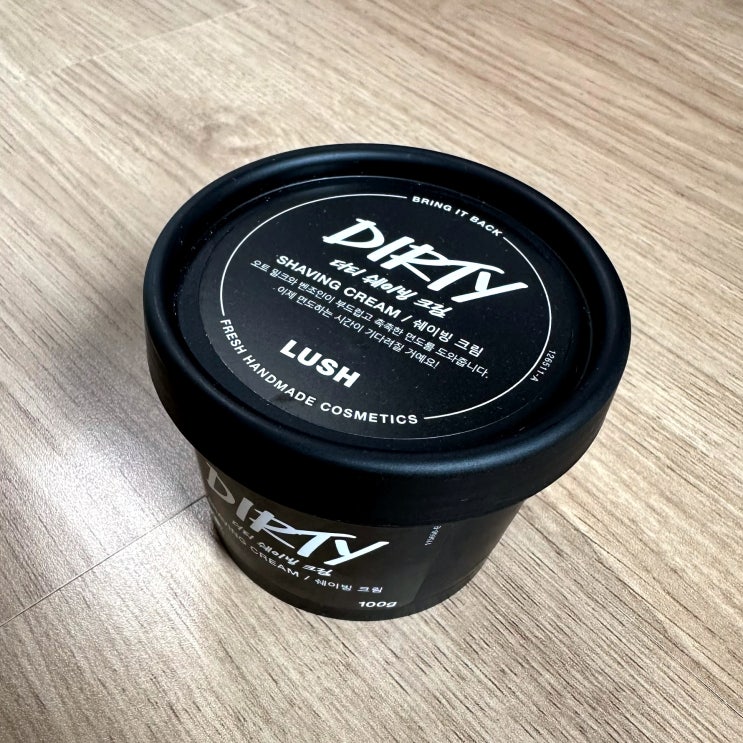 BRING IT BACK
DIRTY
더티 쉐이빙 크림
SHAVING CREAM / 쉐이빙 크림
오트 밀크와 벤조인이 부드럽고 촉촉한 면도를 도와줍니다.
이제 면도하는 시간이 기다려질 거예요!
LUSH
FRESH HANDMADE COSMETICS
126511-A
DIRTY
더티 쉐이빙 크림
CREAM / 쉐이빙 크림
100g